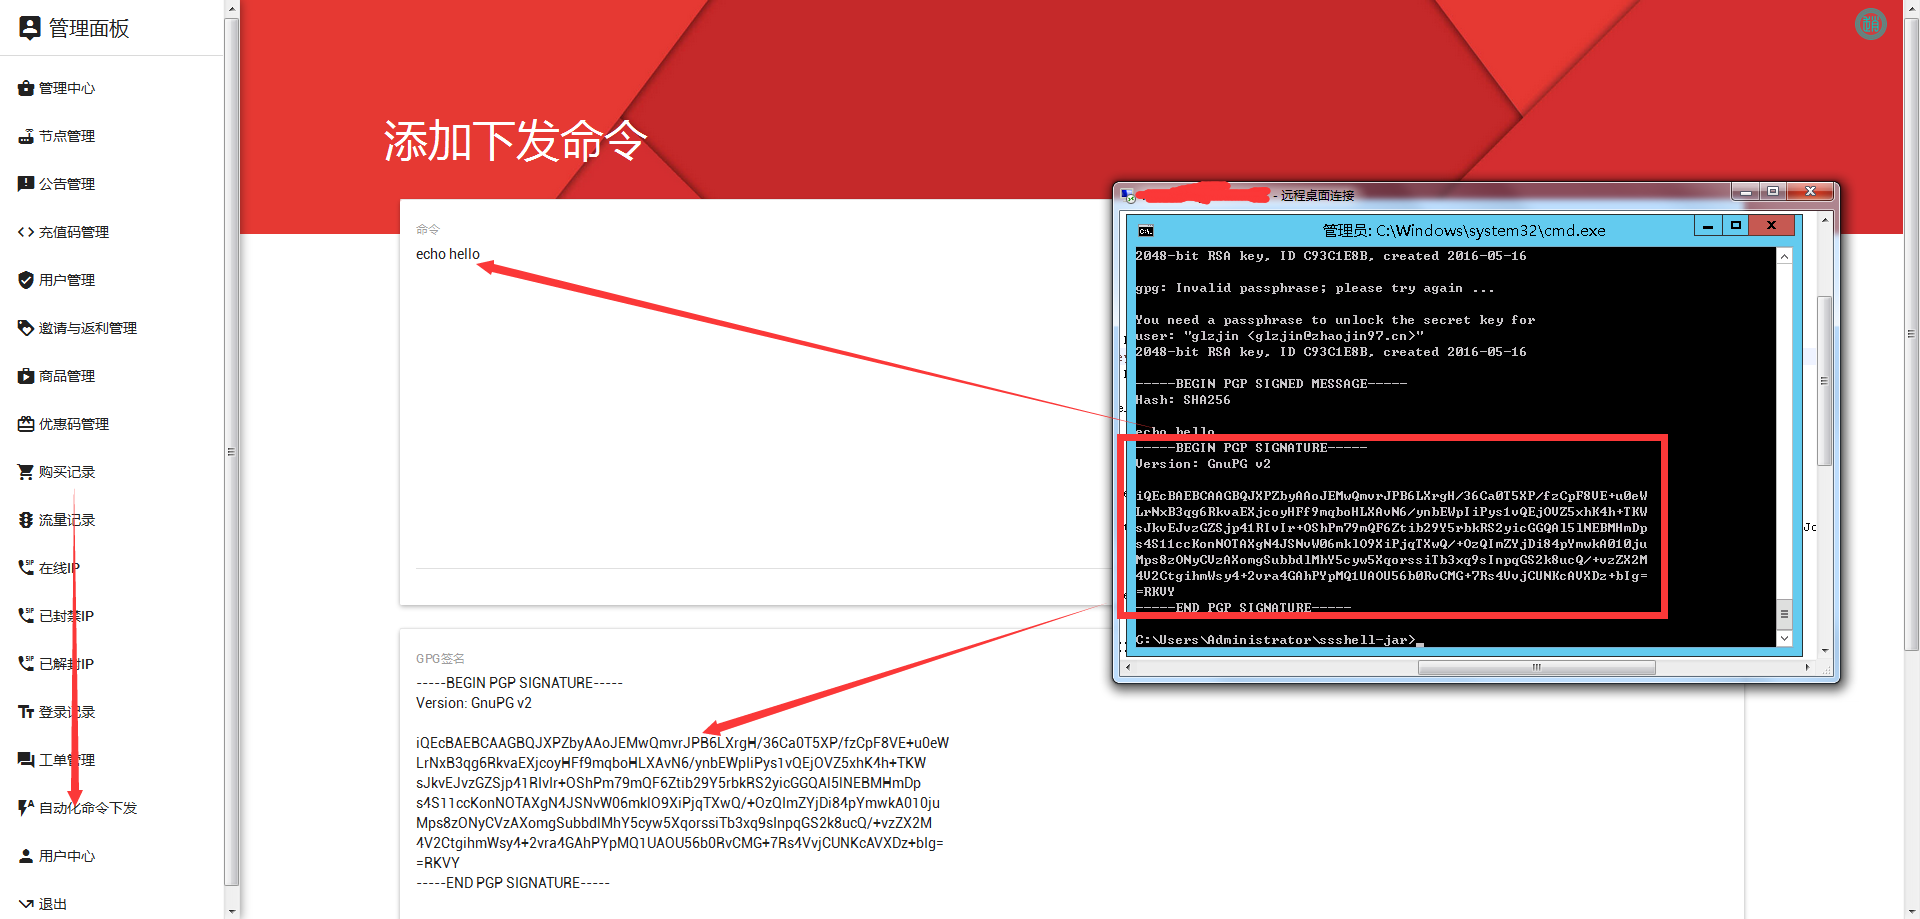 管理面板
管理中心
节点管理
公告管理
充值码管理
用户管理
邀请与返利管理
商品管理
优惠码管理
购买记录
流量记录
在线IP
已封禁IP
已解封IP
登录记录
工单管理
自动化命令下发
用户中心
退出
添加下发命令
命令
echo hello
GPG签名
-----BEGIN PGP SIGNATURE-----
Version: GnuPG v2
iQEcBAEBCAAGBQJXPZbyAAoJEMwQmvrJPB6LXrgH/36Ca0T5XP/fzCpF8VE+u0eW
LrNxB3qg6RkvaEXjcoyHFf9mqboHLXAvN6/ynbEWpIiPys1vQEjOVZ5xhK4h+TKW
sJkvEJvzGZSjp41RIvIr+OShPm79mQF6Ztib29Y5rbkRS2yicGGQAl5lNEBMHmDp
s4S11ccKonNOTAXgN4JSNvW06mklO9XiPjqTXwQ/+OzQImZYjDi84pYmwkA010ju
Mps8zONyCVzAXomgSubbdlMhY5cyw5XqorssiTb3xq9sInpqGS2k8ucQ/+vzZX2M
4V2CtgihmWsy4+2vra4GAhPYpMQ1UAOU56b0RvCMG+7Rs4VvjCUNKcAVXDz+bIg=
=RKVY
-----END PGP SIGNATURE-----
- 远程桌面连接
管理员: C:\Windows\system32\cmd.exe
2048-bit RSA key, ID C93C1E8B, created 2016-05-16
gpg: Invalid passphrase; please try again ...
You need a passphrase to unlock the secret key for
user: "glzjin <glzjin@zhaojin97.cn>"
2048-bit RSA key, ID C93C1E8B, created 2016-05-16
-----BEGIN PGP SIGNED MESSAGE-----
Hash: SHA256
echo hello
-----BEGIN PGP SIGNATURE-----
Version: GnuPG v2
iQEcBAEBCAAGBQJXPZbyAAoJEMwQmvrJPB6LXrgH/36Ca0T5XP/fzCpF8VE+u0eW
LrNxB3qg6RkvaEXjcoyHFf9mqboHLXAvN6/ynbEWpIiPys1vQEjOVZ5xhK4h+TKW
sJkvEJvzGZSjp41RIvIr+OShPm79mQF6Ztib29Y5rbkRS2yicGGQAl5lNEBMHmDp
s4S11ccKonNOTAXgN4JSNvW06mklO9XiPjqTXwQ/+OzQImZYjDi84pYmwkA010ju
Mps8zONyCVzAXomgSubbdlMhY5cyw5XqorssiTb3xq9sInpqGS2k8ucQ/+vzZX2M
4V2CtgihmWsy4+2vra4GAhPYpMQ1UAOU56b0RvCMG+7Rs4VvjCUNKcAVXDz+bIg=
=RKVY
-----END PGP SIGNATURE-----
C:\Users\Administrator\ssshell-jar>_